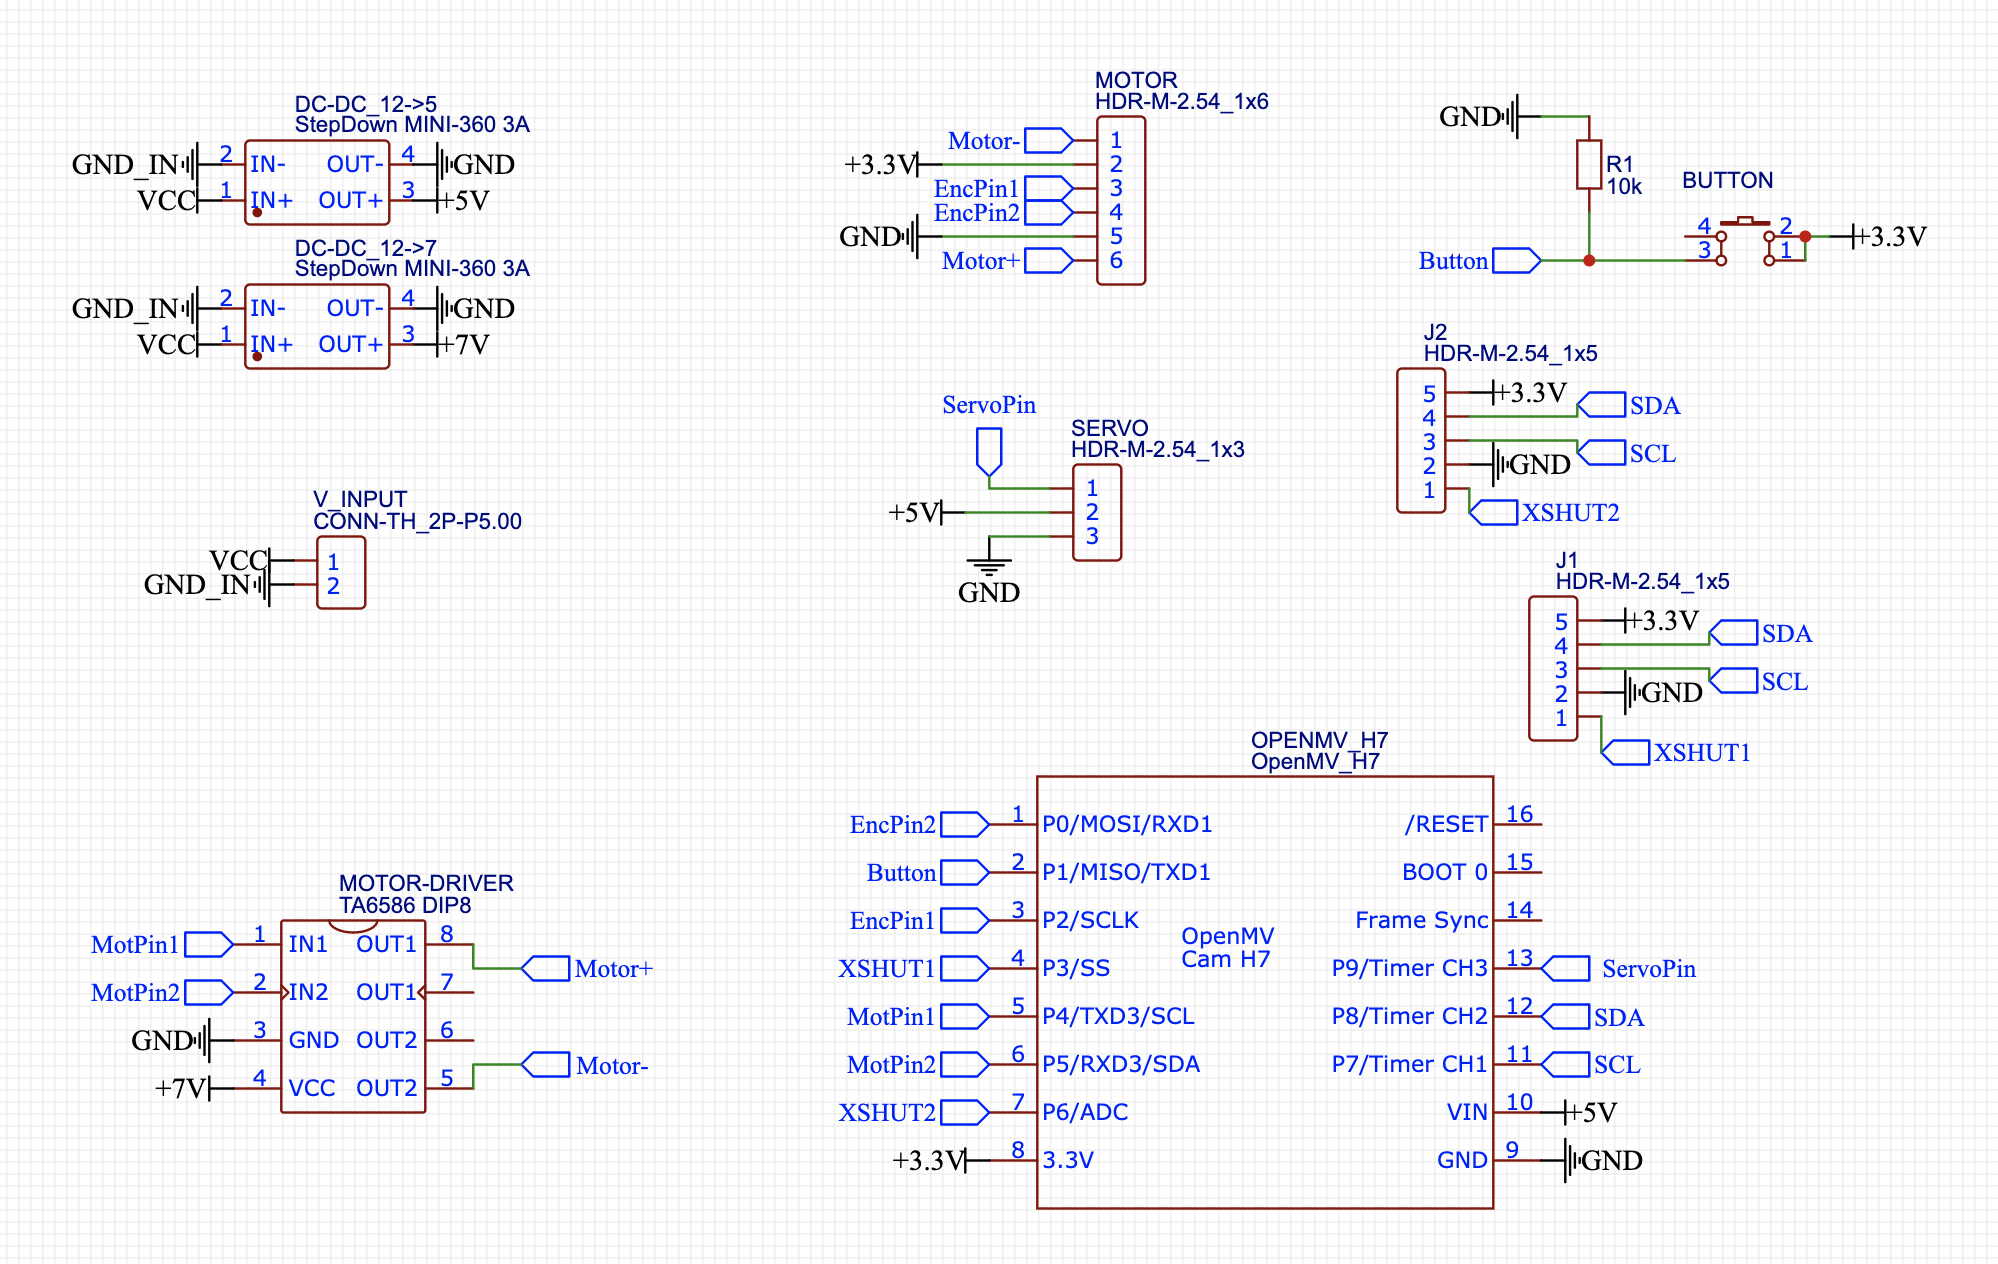 DC-DC_12->5
StepDown MINI-360 3A
GND_IN 2 IN- OUT- 4 GND
VCC 1 IN+ OUT+ 3 +5V
DC-DC_12->7
StepDown MINI-360 3A
GND_IN 2 IN- OUT- 4 GND
VCC 1 IN+ OUT+ 3 +7V
V_INPUT
CONN-TH_2P-P5.00
VCC 1
GND_IN 2
MOTOR-DRIVER
TA6586 DIP8
MotPin1 1 IN1 OUT1 8 Motor+
MotPin2 2 IN2 OUT1 7
GND 3 GND OUT2 6
+7V 4 VCC OUT2 5 Motor-
MOTOR
HDR-M-2.54_1x6
Motor- 1
+3.3V 2
EncPin1 3
EncPin2 4
GND 5
Motor+ 6
ServoPin
SERVO
HDR-M-2.54_1x3
1
+5V 2
3
GND
GND
R1
10k
BUTTON
4 2 +3.3V
Button 3 1
J2
HDR-M-2.54_1x5
5 +3.3V
4 SDA
3 SCL
2 GND
1 XSHUT2
J1
HDR-M-2.54_1x5
5 +3.3V
4 SDA
3 SCL
2 GND
1 XSHUT1
OPENMV_H7
OpenMV_H7
EncPin2 1 P0/MOSI/RXD1 /RESET 16
Button 2 P1/MISO/TXD1 BOOT 0 15
EncPin1 3 P2/SCLK Frame Sync 14
OpenMV
Cam H7
XSHUT1 4 P3/SS P9/Timer CH3 13 ServoPin
MotPin1 5 P4/TXD3/SCL P8/Timer CH2 12 SDA
MotPin2 6 P5/RXD3/SDA P7/Timer CH1 11 SCL
XSHUT2 7 P6/ADC VIN 10 +5V
+3.3V 8 3.3V GND 9 GND